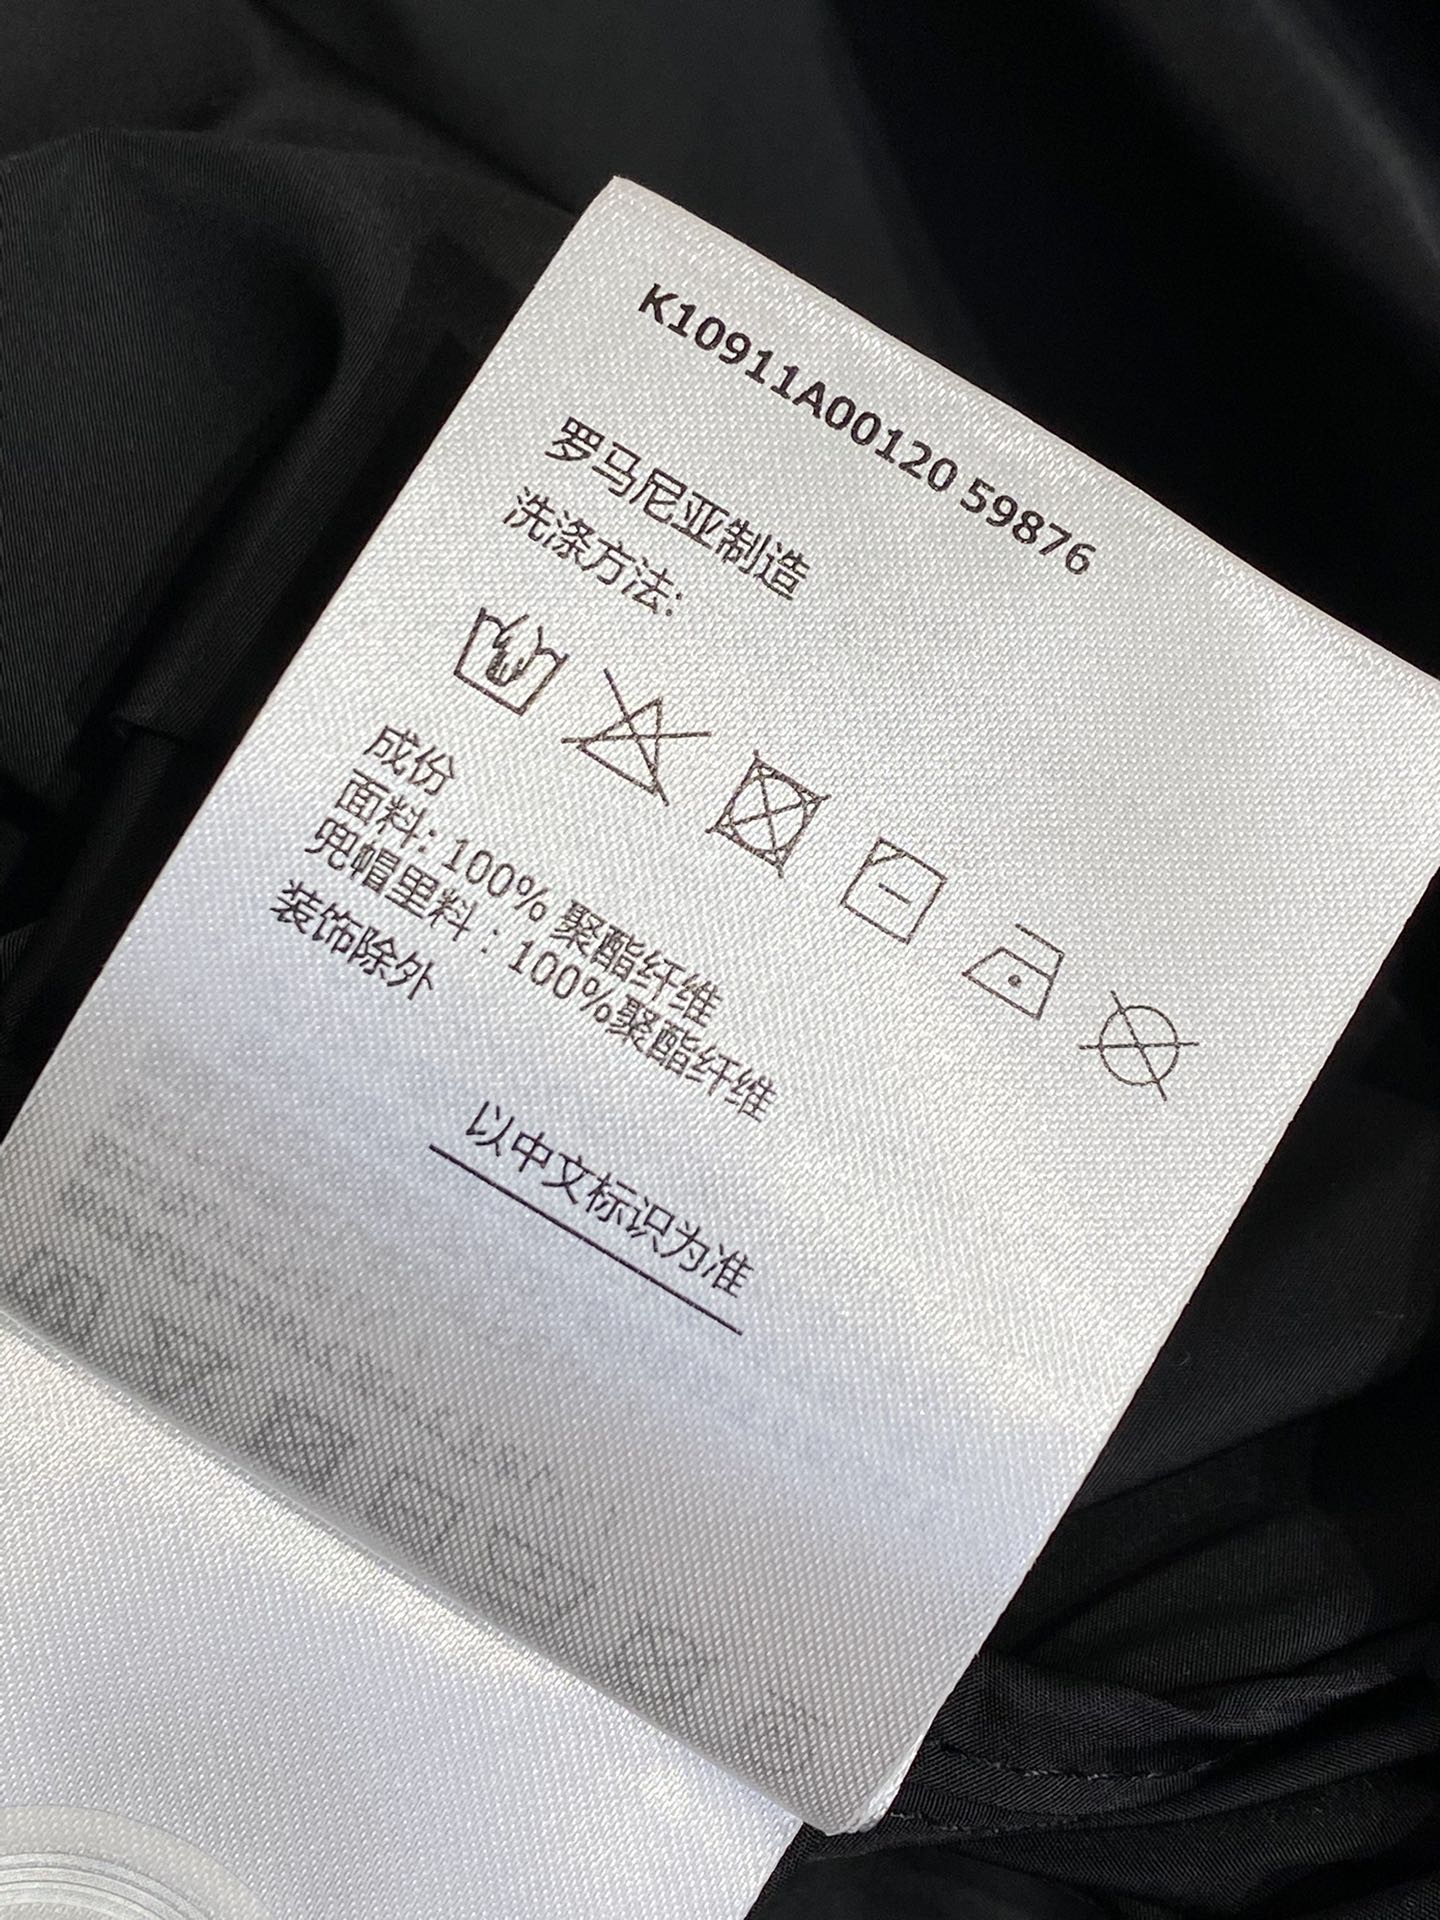 K10911A00120 59876
罗马尼亚制造
洗涤方法:
成份
面料: 100% 聚酯纤维
兜帽里料: 100%聚酯纤维
装饰除外
以中文标识为准